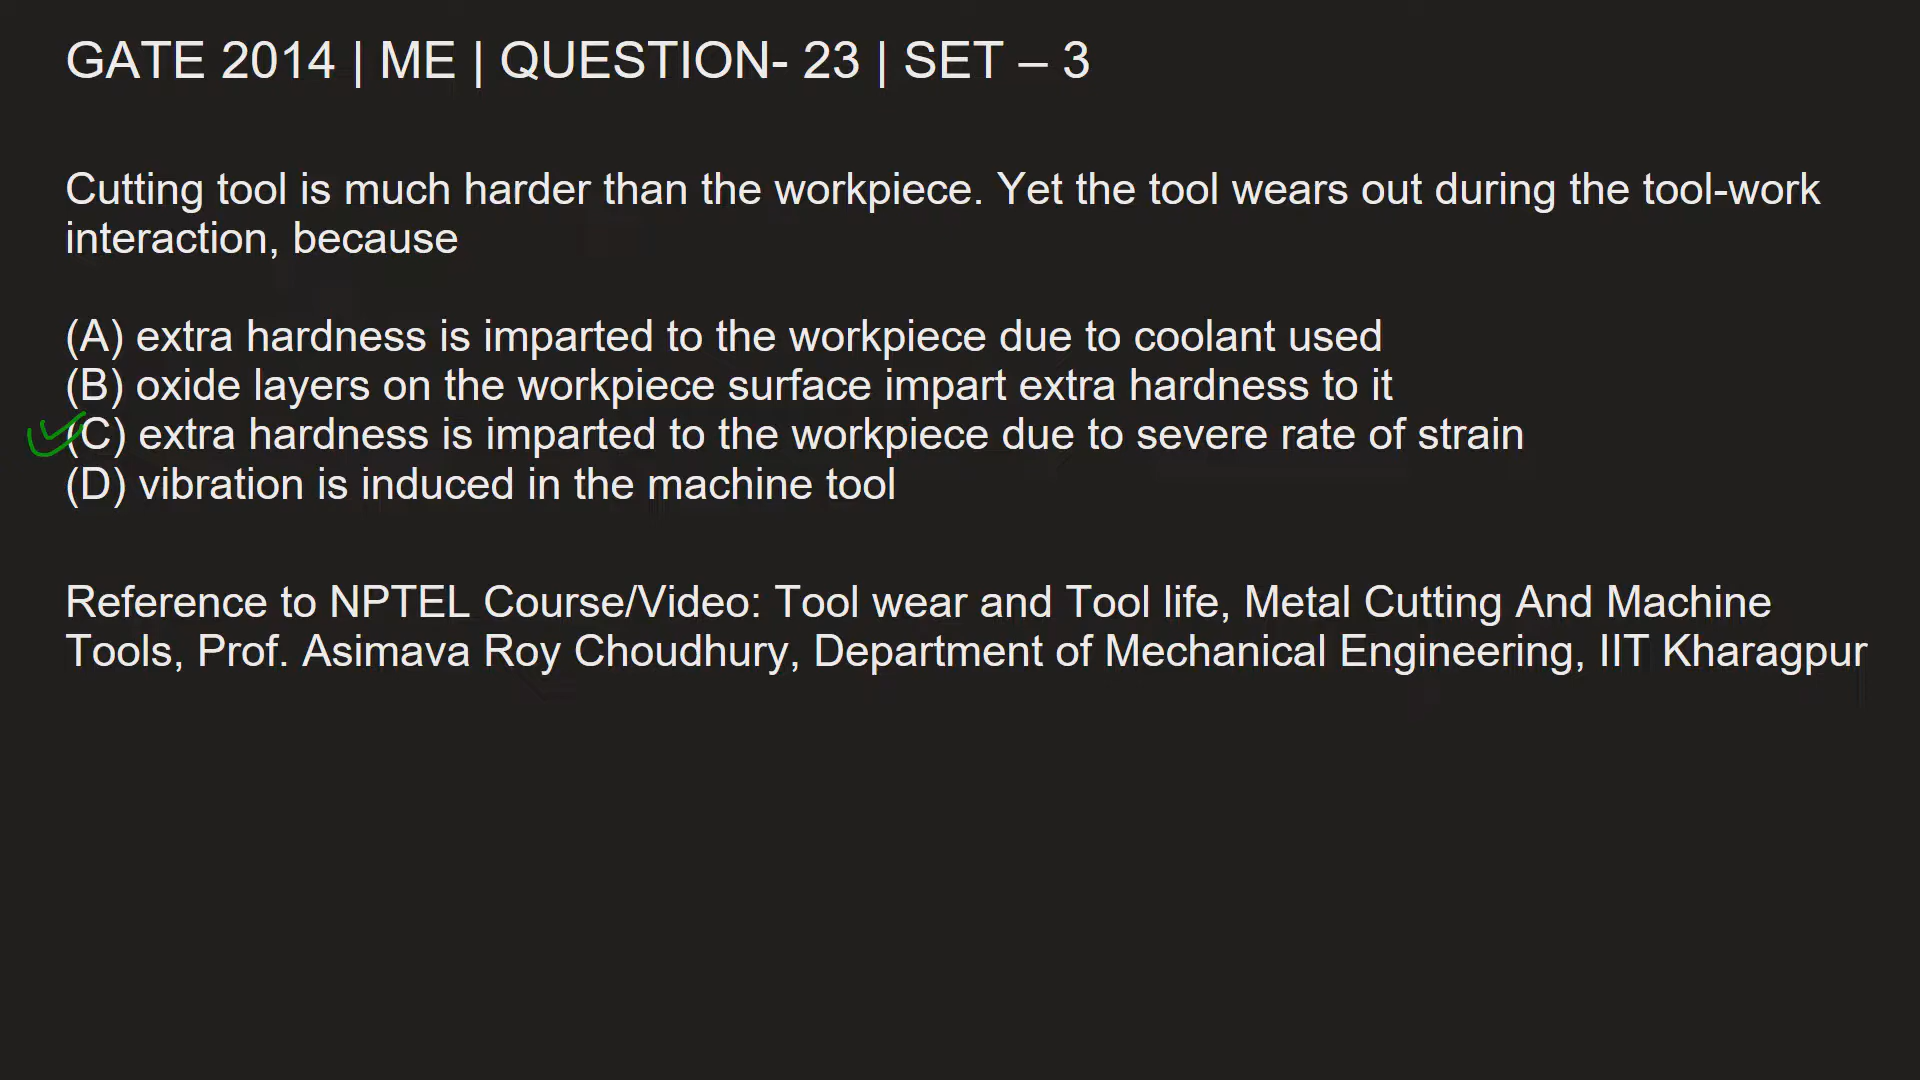 GATE 2014 | ME | QUESTION- 23 | SET – 3
Cutting tool is much harder than the workpiece. Yet the tool wears out during the tool-work
interaction, because
(A) extra hardness is imparted to the workpiece due to coolant used
(B) oxide layers on the workpiece surface impart extra hardness to it
(C) extra hardness is imparted to the workpiece due to severe rate of strain
(D) vibration is induced in the machine tool
Reference to NPTEL Course/Video: Tool wear and Tool life, Metal Cutting And Machine
Tools, Prof. Asimava Roy Choudhury, Department of Mechanical Engineering, IIT Kharagpur